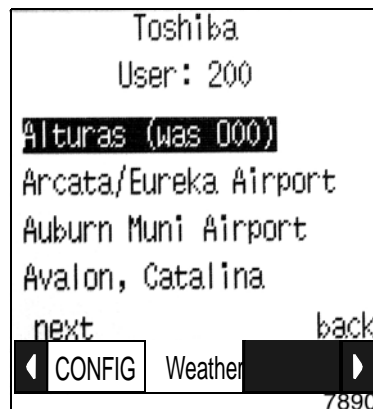 Toshiba
User: 200
Alturas (was 000)
Arcata/Eureka Airport
Auburn Muni Airport
Avalon, Catalina
next back
CONFIG Weather
7890